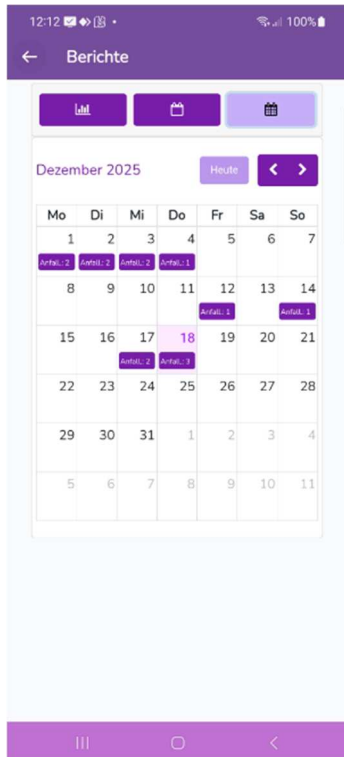 12:12
100%
Berichte
Dezember 2025
Heute
Mo Di Mi Do Fr Sa So
1 2 3 4 5 6 7
Anfall.: 2 Anfall.: 2 Anfall.: 2 Anfall.: 1
8 9 10 11 12 13 14
Anfall.: 1 Anfall.: 1
15 16 17 18 19 20 21
Anfall.: 2 Anfall.: 3
22 23 24 25 26 27 28
29 30 31 1 2 3 4
5 6 7 8 9 10 11